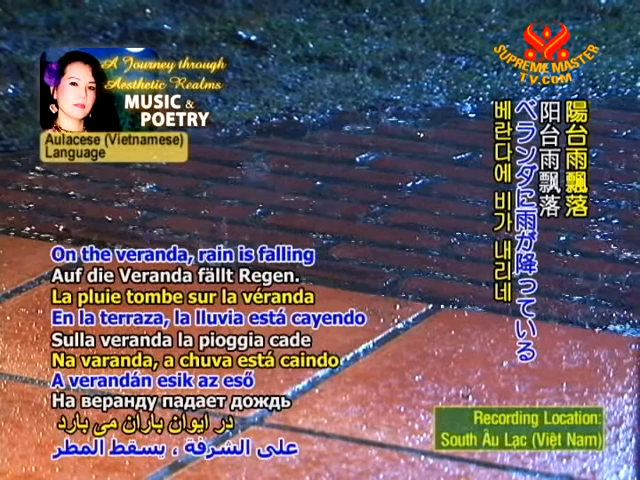 A Journey through
Aesthetic Realms
MUSIC &
POETRY
Aulacese (Vietnamese)
Language
SUPREME MASTER
TV.COM
陽台雨飄落
阳台雨飘落
ベランダに雨が降っている
베란다에 비가 내리네
On the veranda, rain is falling
Auf die Veranda fällt Regen.
La pluie tombe sur la véranda
En la terraza, la lluvia está cayendo
Sulla veranda la pioggia cade
Na varanda, a chuva está caindo
A verandán esik az eső
На веранду падает дождь
در ایوان باران می بارد
على الشرفة ، يسقط المطر
Recording Location:
South Âu Lạc (Việt Nam)